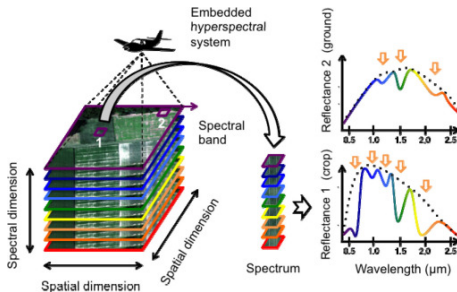 Embedded
hyperspectral
system
Spectral
band
1
2
Spectral dimension
Spatial dimension
Spatial dimension
Spectrum
Reflectance 2 (ground)
0.5 1.0 1.5 2.0 2.5
Reflectance 1 (crop)
0.5 1.0 1.5 2.0 2.5
Wavelength (µm)